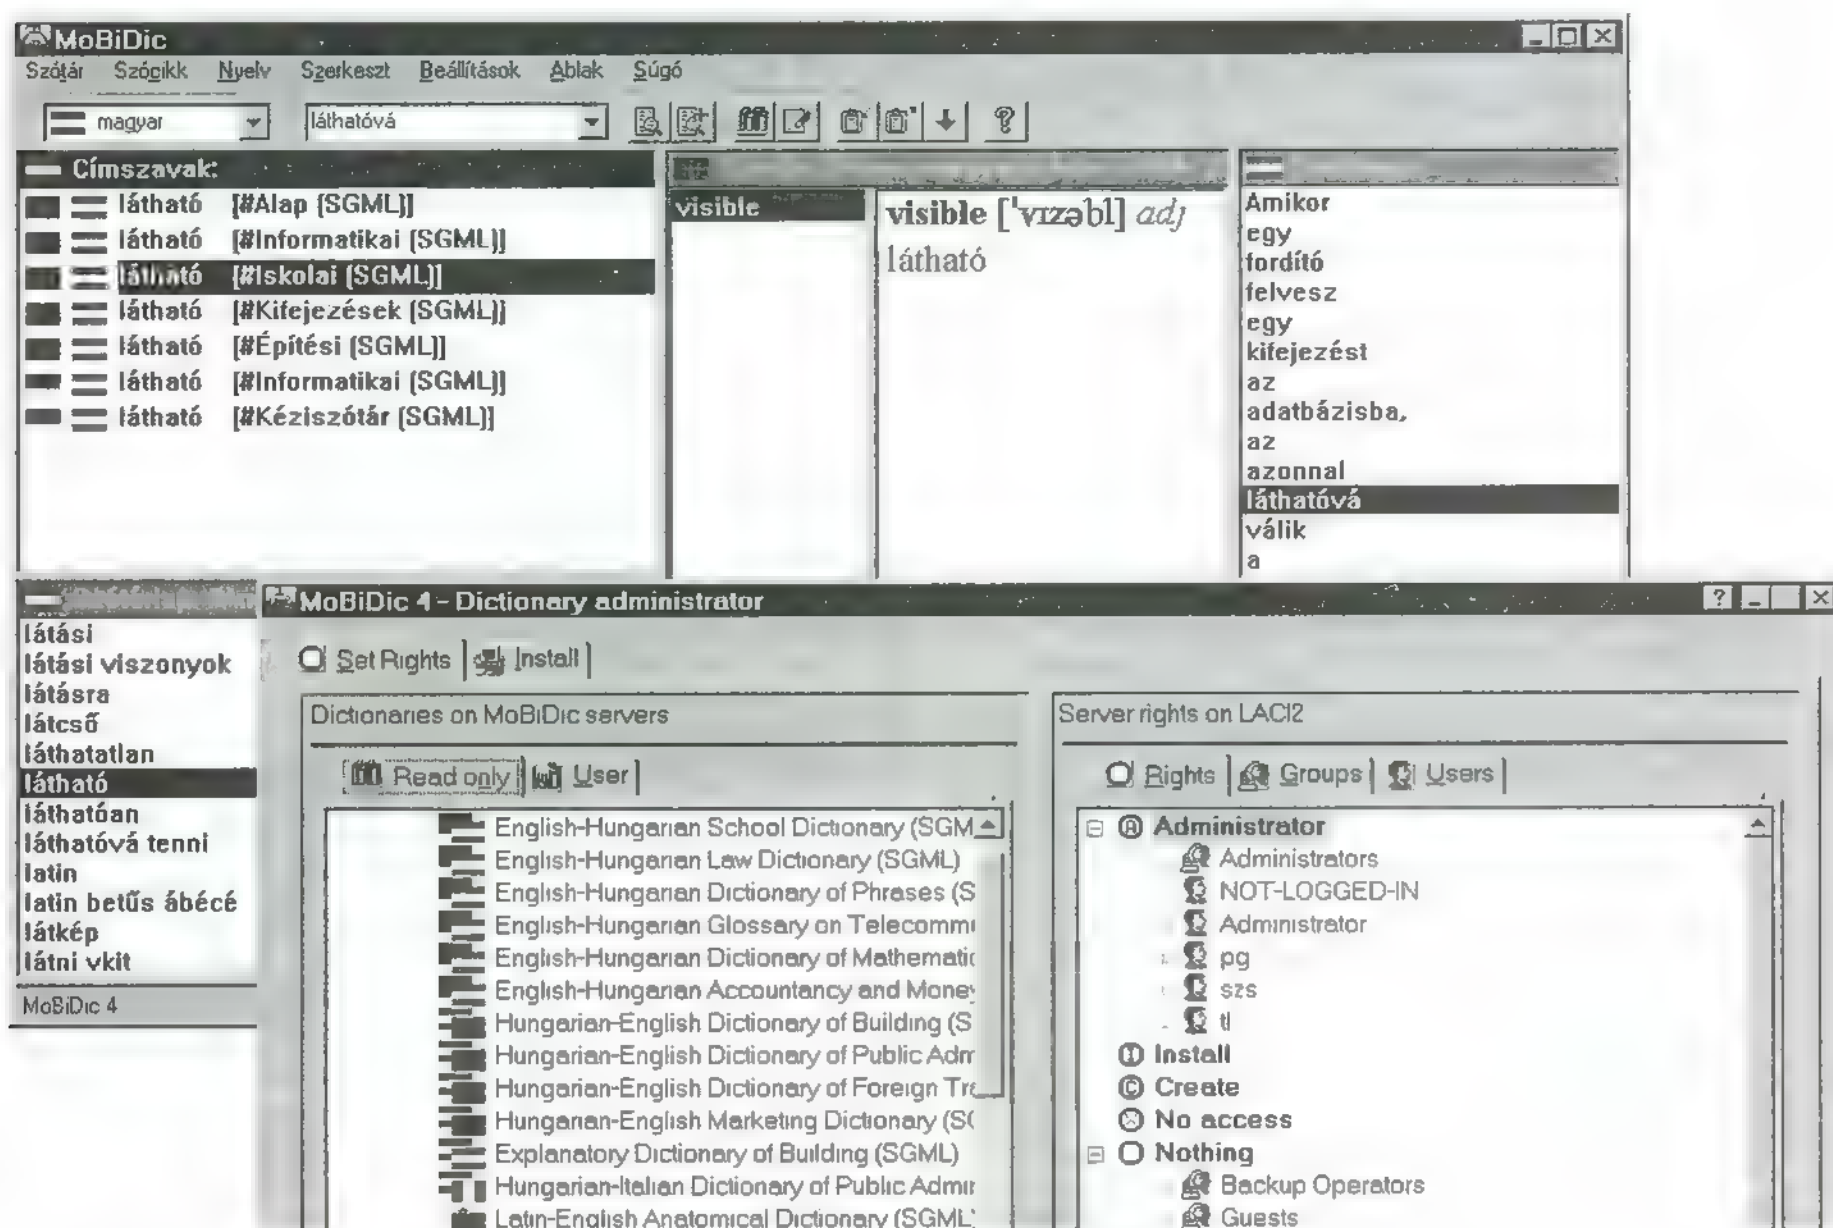 MoBiDic
Szótár Szócikk Nyelv Szerkeszt Beállítások Ablak Súgó
magyar láthatóvá
Címszavak:
látható [#Alap (SGML)]
látható [#Informatikai (SGML)]
látható [#Iskolai (SGML)]
látható [#Kifejezések (SGML)]
látható [#Építési (SGML)]
látható [#Informatikai (SGML)]
látható [#Kéziszótár (SGML)]
visible
visible ['vɪzəbl] adj
látható
Amikor
egy
fordító
felvesz
egy
kifejezést
az
adatbázisba,
az
azonnal
láthatóvá
válik
a
látási
látási viszonyok
látásra
látcső
láthatatlan
látható
láthatóan
láthatóvá tenni
latin
latin betűs ábécé
látkép
látni vkit
MoBiDic 4
MoBiDic 4 - Dictionary administrator
Set Rights Install
Dictionaries on MoBiDic servers
Read only User
English-Hungarian School Dictionary (SGM
English-Hungarian Law Dictionary (SGML)
English-Hungarian Dictionary of Phrases (S
English-Hungarian Glossary on Telecomm
English-Hungarian Dictionary of Mathematic
English-Hungarian Accountancy and Money
Hungarian-English Dictionary of Building (S
Hungarian-English Dictionary of Public Adm
Hungarian-English Dictionary of Foreign Tra
Hungarian-English Marketing Dictionary (SG
Explanatory Dictionary of Building (SGML)
Hungarian-Italian Dictionary of Public Admin
Latin-English Anatomical Dictionary (SGML)
Server rights on LACI2
Rights Groups Users
Administrator
Administrators
NOT-LOGGED-IN
Administrator
pg
szs
tl
Install
Create
No access
Nothing
Backup Operators
Guests